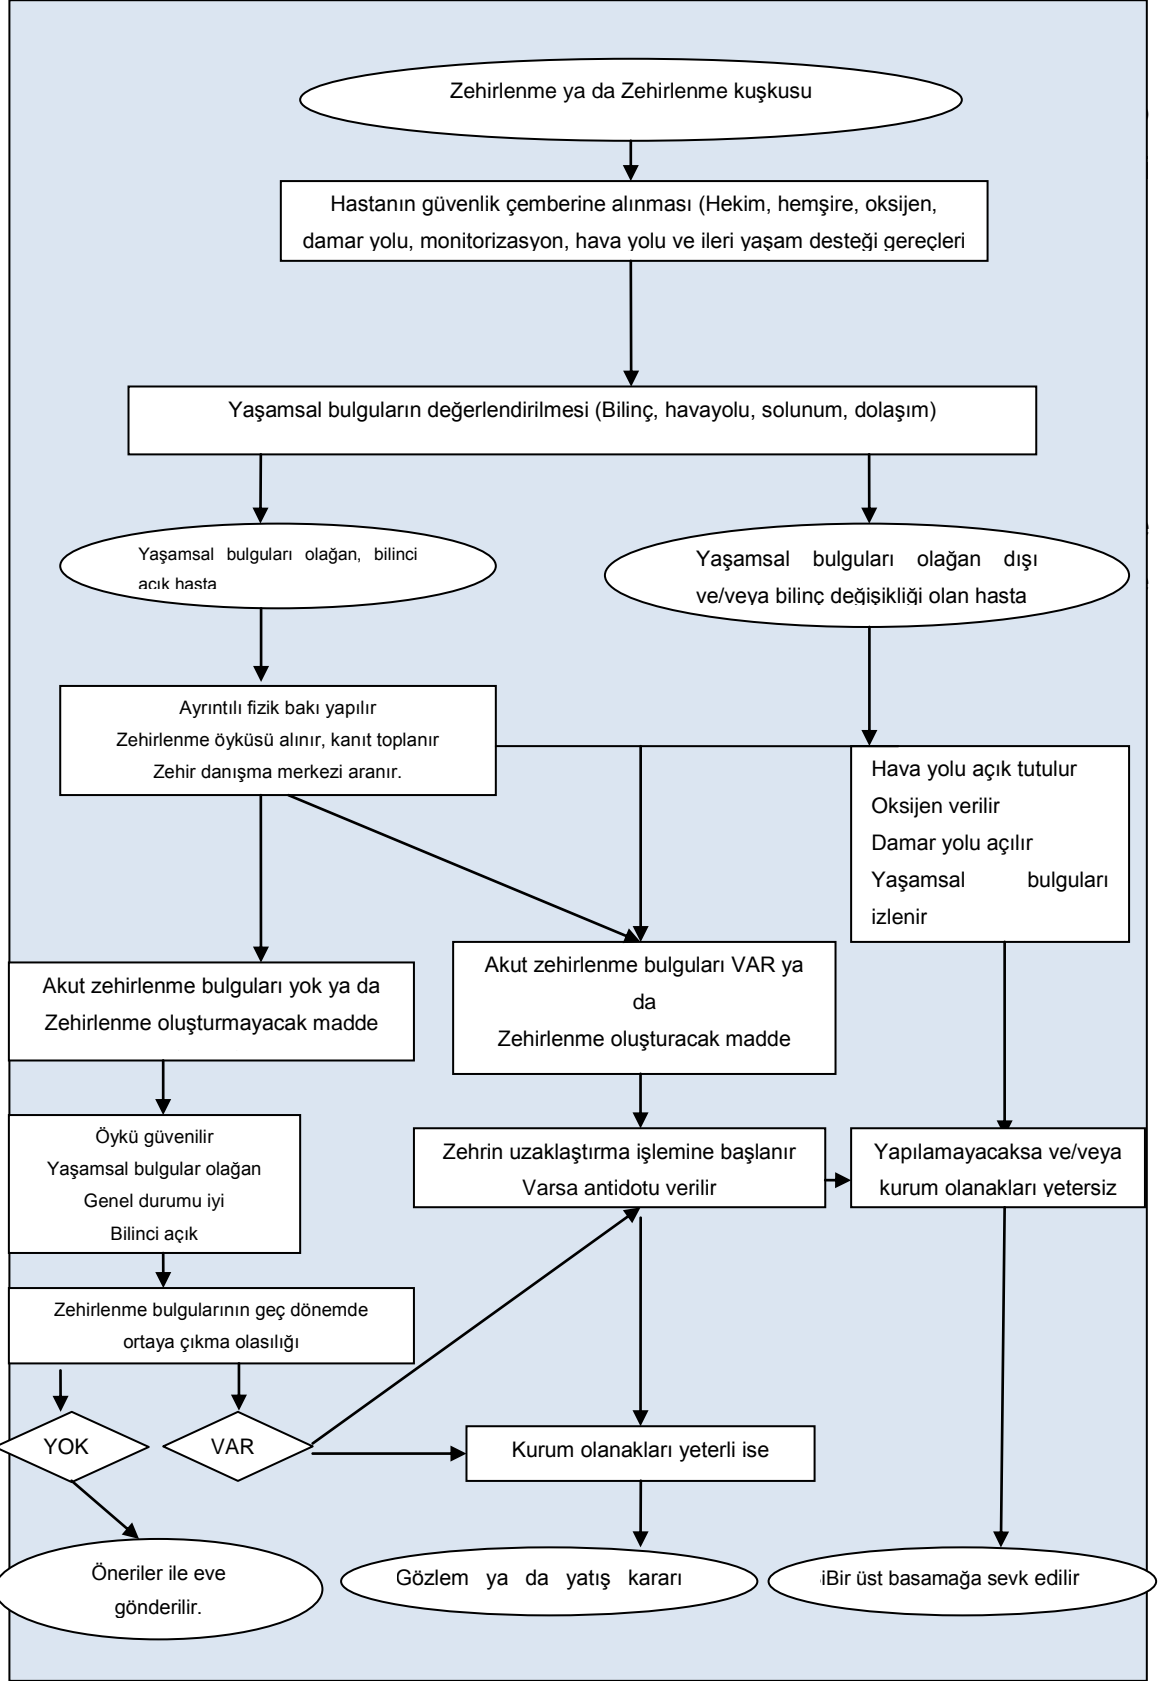 Zehirlenme ya da Zehirlenme kuşkusu
Hastanın güvenlik çemberine alınması (Hekim, hemşire, oksijen,
damar yolu, monitorizasyon, hava yolu ve ileri yaşam desteği gereçleri
Yaşamsal bulguların değerlendirilmesi (Bilinç, havayolu, solunum, dolaşım)
Yaşamsal bulguları olağan, bilinci
açık hasta
Yaşamsal bulguları olağan dışı
ve/veya bilinç değişikliği olan hasta
Ayrıntılı fizik bakı yapılır
Zehirlenme öyküsü alınır, kanıt toplanır
Zehir danışma merkezi aranır.
Hava yolu açık tutulur
Oksijen verilir
Damar yolu açılır
Yaşamsal bulguları
izlenir
Akut zehirlenme bulguları yok ya da
Zehirlenme oluşturmayacak madde
Akut zehirlenme bulguları VAR ya
da
Zehirlenme oluşturacak madde
Öykü güvenilir
Yaşamsal bulgular olağan
Genel durumu iyi
Bilinci açık
Zehrin uzaklaştırma işlemine başlanır
Varsa antidotu verilir
Yapılamayacaksa ve/veya
kurum olanakları yetersiz
Zehirlenme bulgularının geç dönemde
ortaya çıkma olasılığı
YOK
VAR
Kurum olanakları yeterli ise
Öneriler ile eve
gönderilir.
Gözlem ya da yatış kararı
iBir üst basamağa sevk edilir